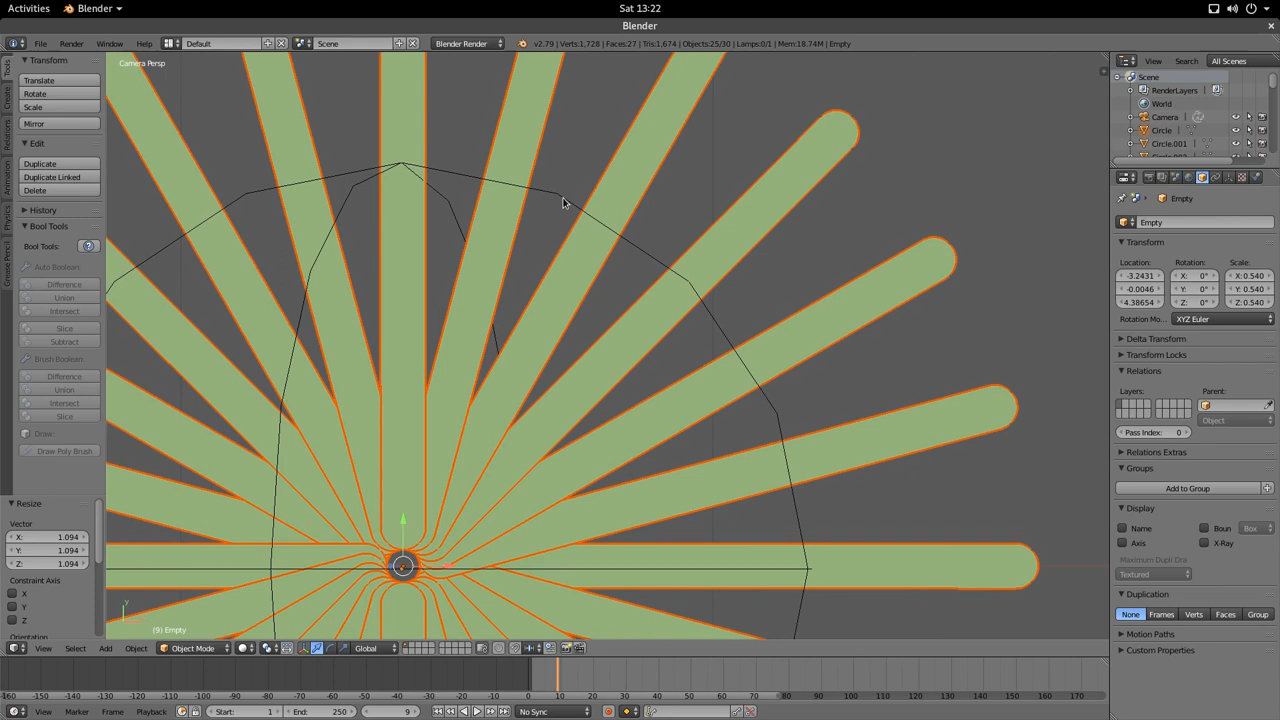 Activities Blender Sat 13:22
Blender
File Render Window Help Default Scene Blender Render v2.79 | Verts:1,728 | Faces:27 | Tris:1,674 | Objects:25/30 | Lamps:0/1 | Mem:18.74M | Empty
Tools
Create
Relations
Animation
Physics
Grease Pencil
Transform
Translate
Rotate
Scale
Mirror
Edit
Duplicate
Duplicate Linked
Delete
History
Bool Tools
Bool Tools:
Auto Boolean:
Difference
Union
Intersect
Slice
Subtract
Brush Boolean:
Difference
Union
Intersect
Slice
Draw:
Draw Poly Brush
Resize
Vector
X: 1.094
Y: 1.094
Z: 1.094
Constraint Axis
X
Y
Z
Orientation
Camera Persp
y
(9) Empty
View Search All Scenes
Scene
RenderLayers
World
Camera
Circle
Circle.001
Empty
Empty
Transform
Location: Rotation: Scale:
-3.2431 X: 0° X: 0.540
-0.0046 Y: 0° Y: 0.540
4.38654 Z: 0° Z: 0.540
Rotation Mo... XYZ Euler
Delta Transform
Transform Locks
Relations
Layers: Parent:
Object
Pass Index: 0
Relations Extras
Groups
Add to Group
Display
Name Boun Box
Axis X-Ray
Maximum Dupli Dra
Textured
Duplication
None Frames Verts Faces Group
Motion Paths
Custom Properties
View Select Add Object Object Mode Global
-160 -150 -140 -130 -120 -110 -100 -90 -80 -70 -60 -50 -40 -30 -20 -10 0 10 20 30 40 50 60 70 80 90 100 110 120 130 140 150 160 170
View Marker Frame Playback Start: 1 End: 250 9 No Sync